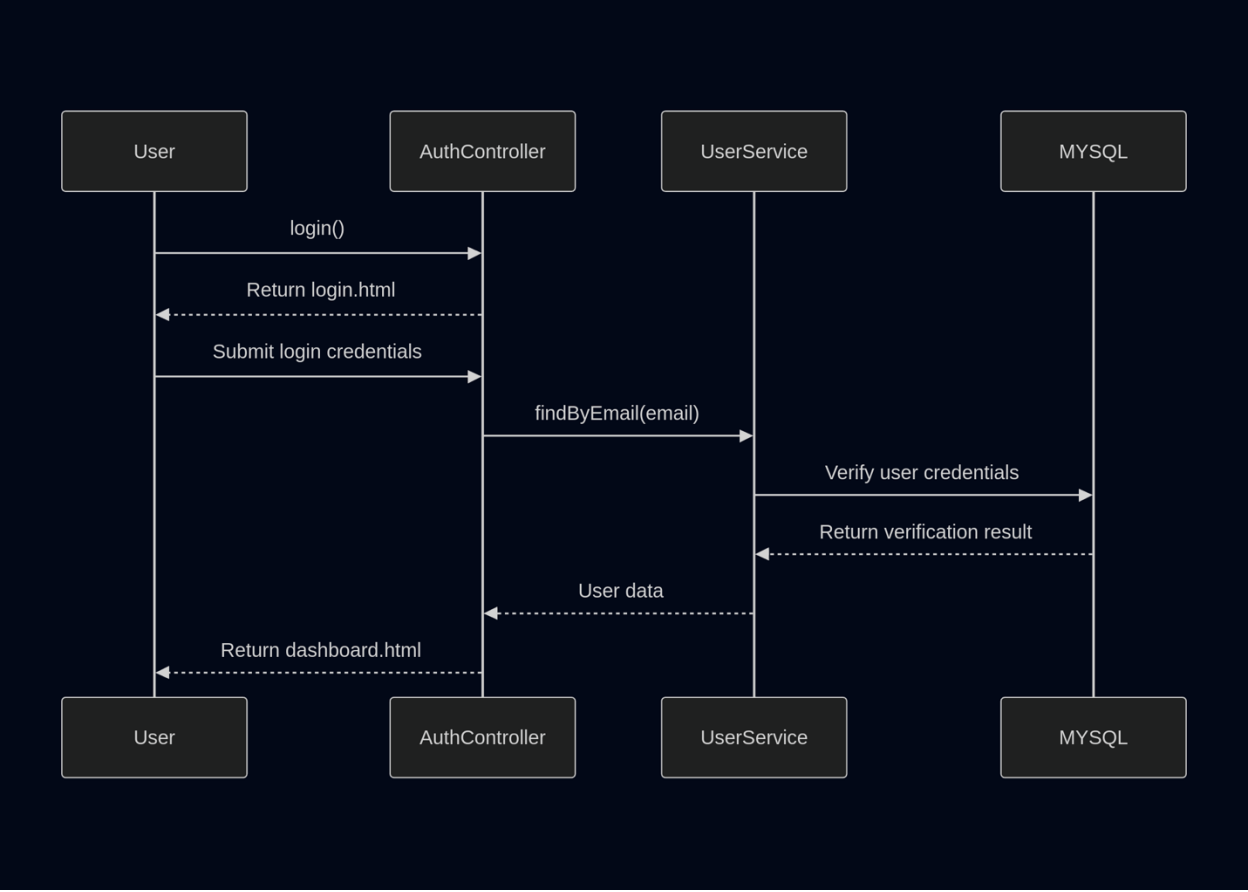 User
AuthController
UserService
MYSQL
login()
Return login.html
Submit login credentials
findByEmail(email)
Verify user credentials
Return verification result
User data
Return dashboard.html
User
AuthController
UserService
MYSQL